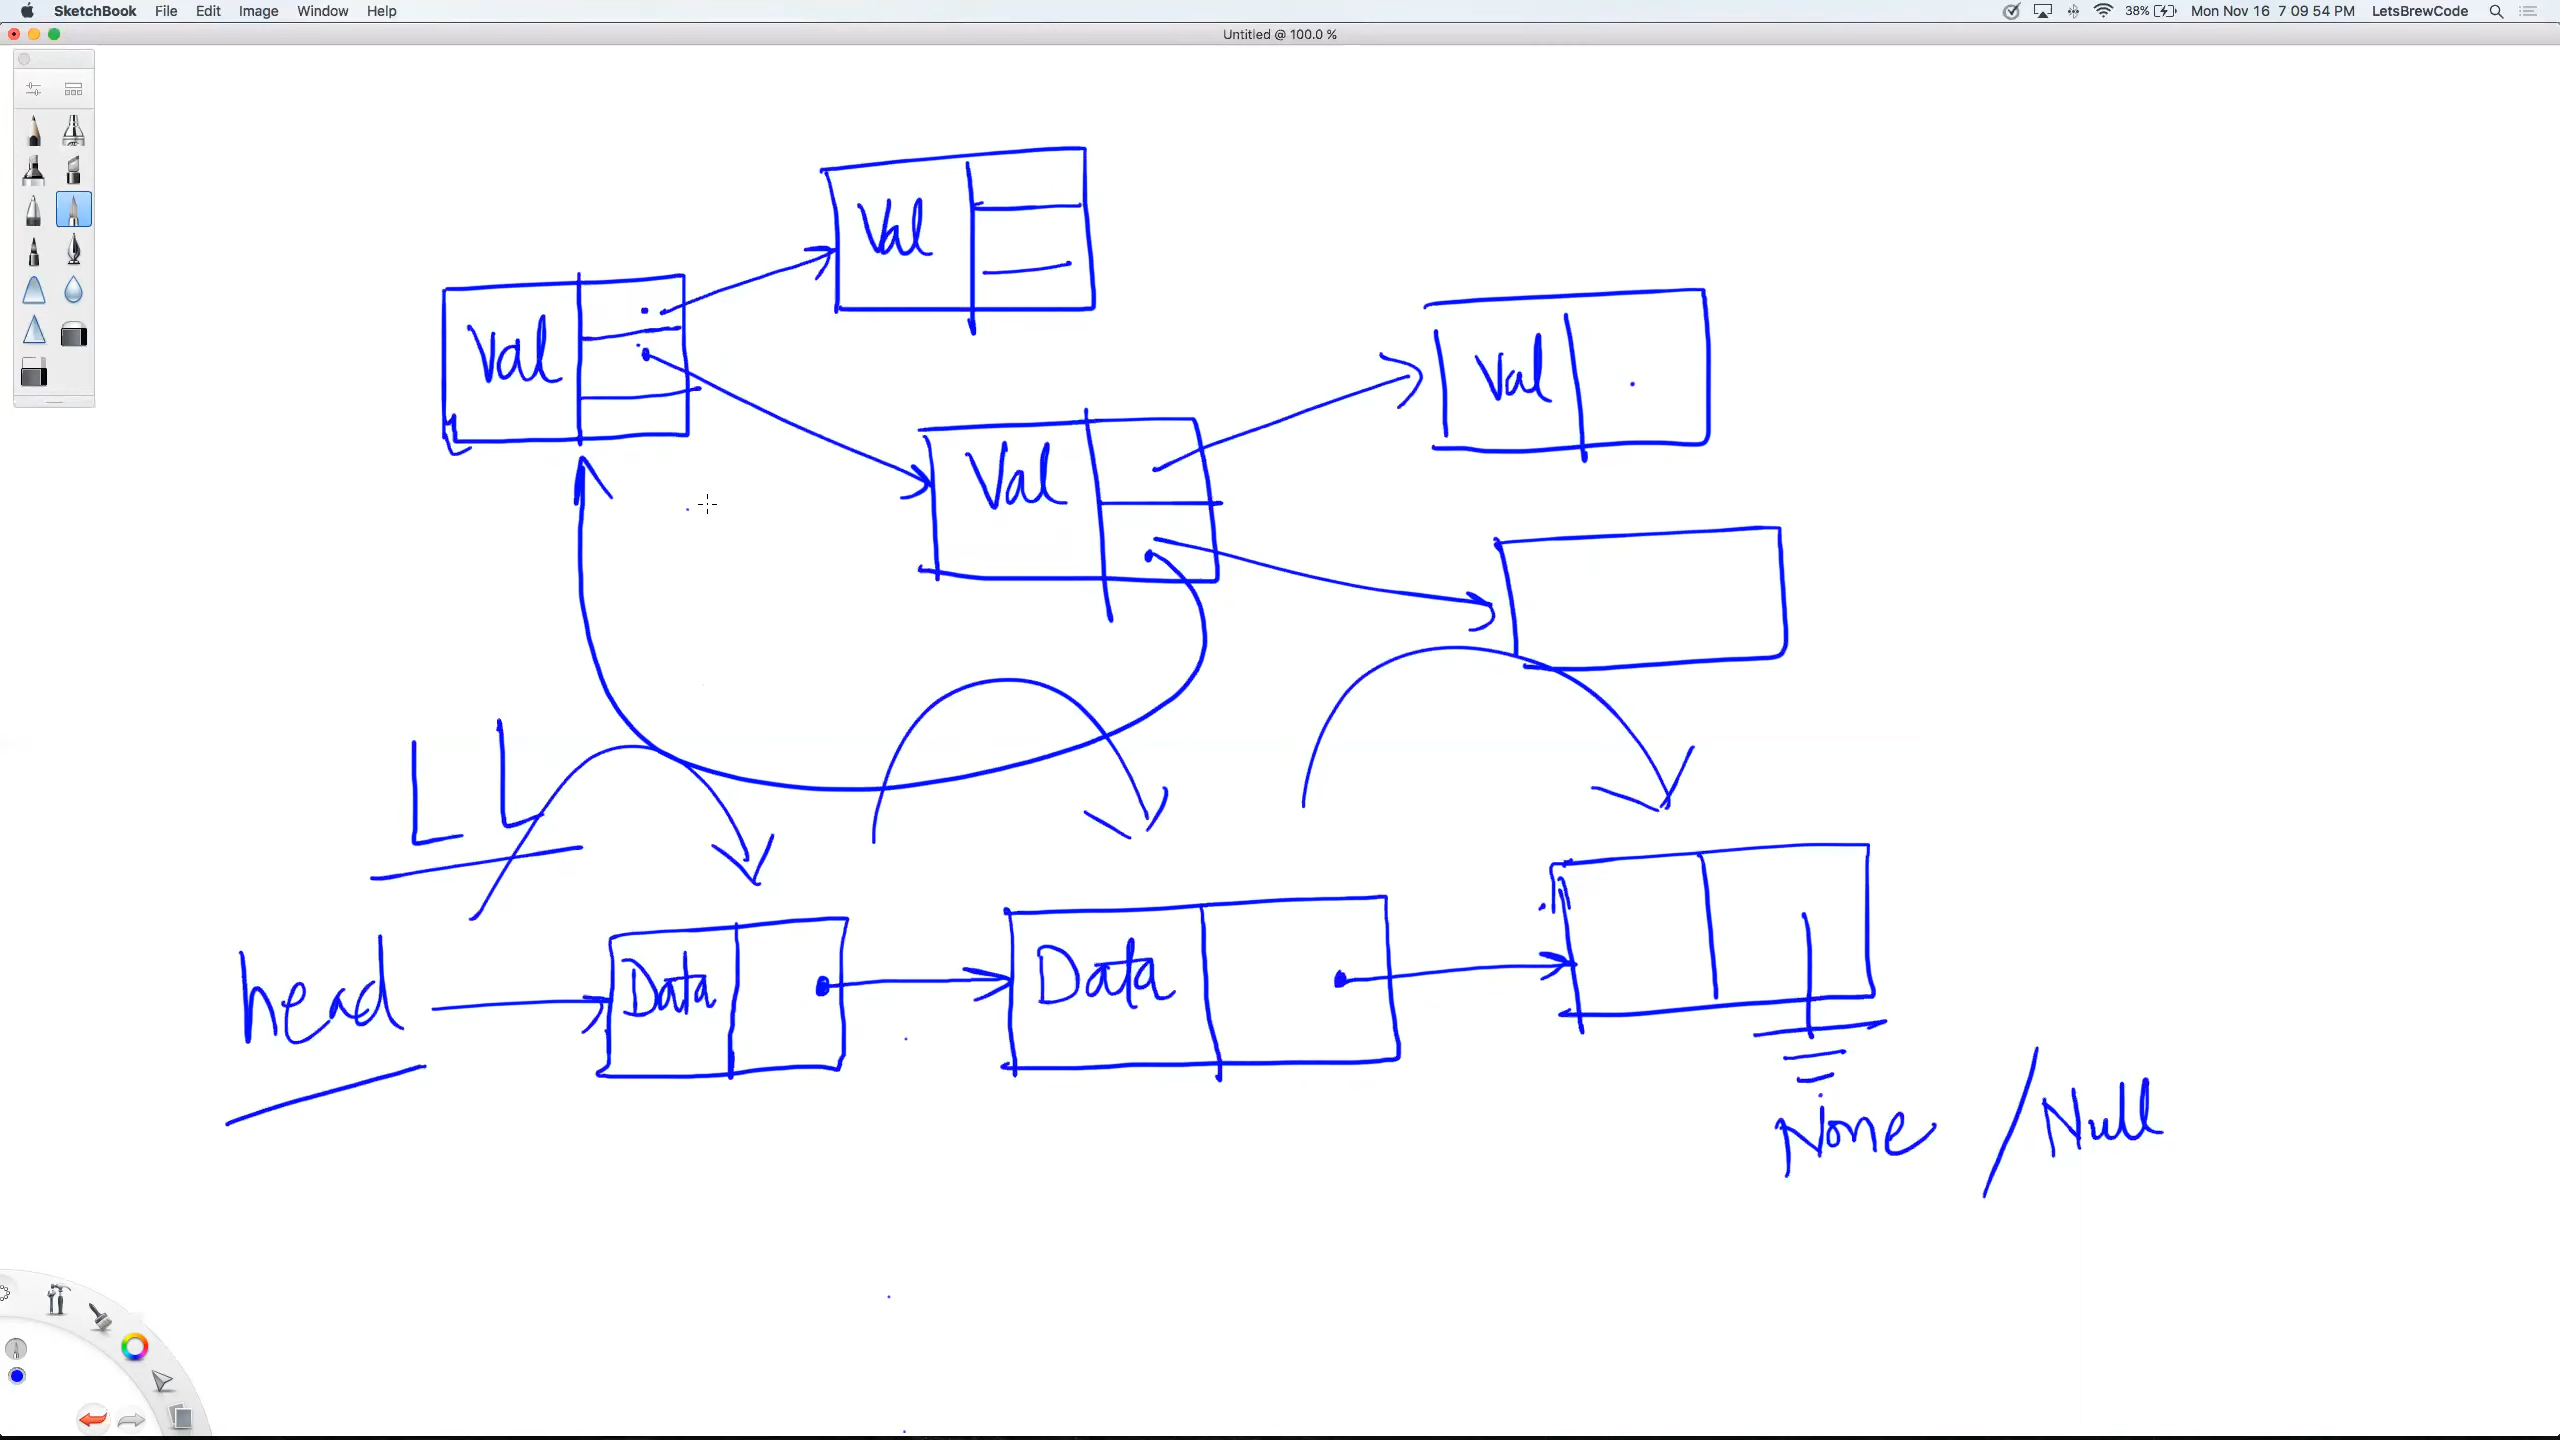 SketchBook File Edit Image Window Help 38% Mon Nov 16 7 09 54 PM LetsBrewCode
Untitled @ 100.0 %
Val
Val
Val
Val
LL
head
Data
Data
None / Null